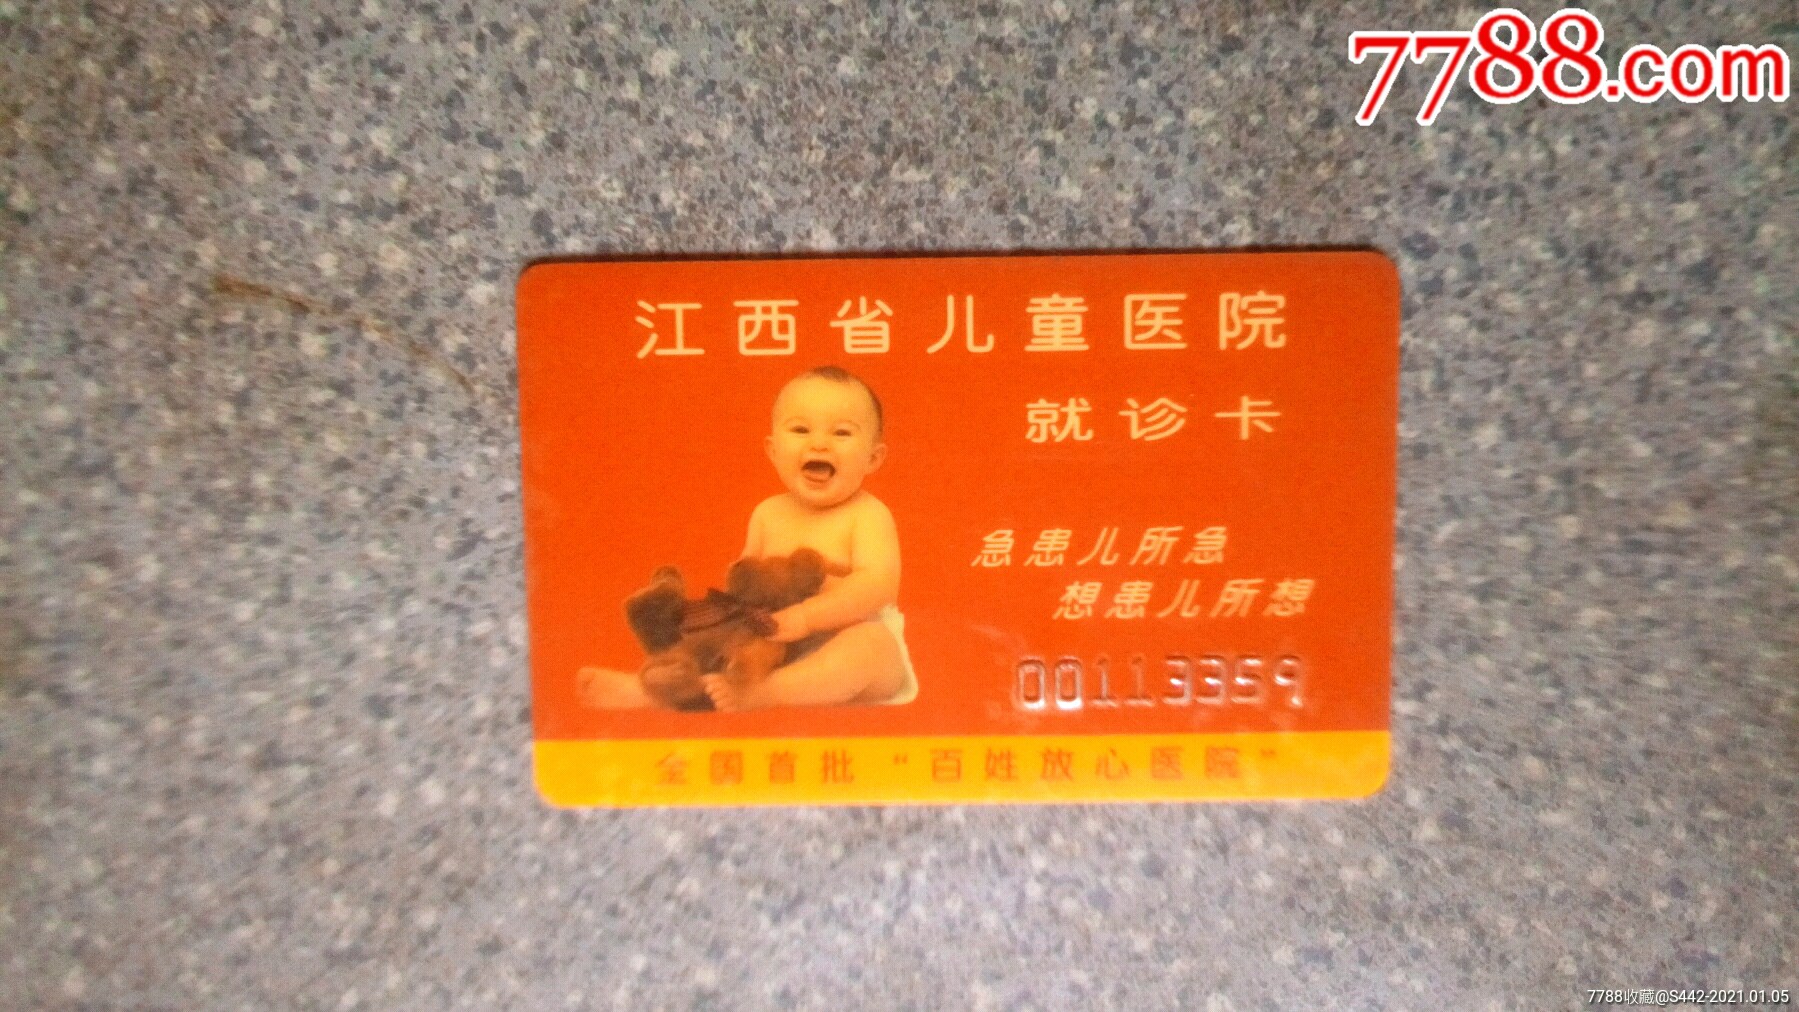 7788.com
江西省儿童医院
就诊卡
急患儿所急
想患儿所想
00113359
全国首批“百姓放心医院”
7788收藏@S442-2021.01.05